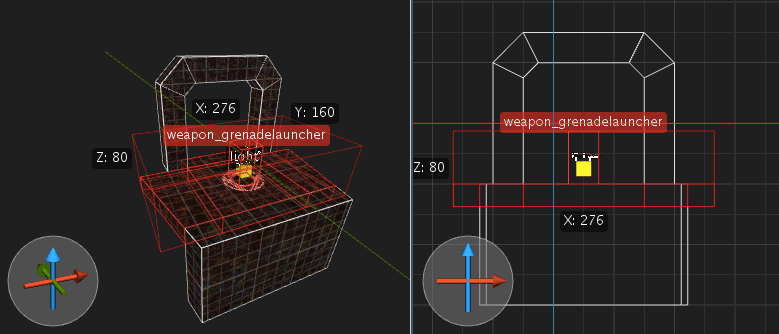 X: 276
Y: 160
weapon_grenadelauncher
Z: 80
light
weapon_grenadelauncher
Z: 80
X: 276